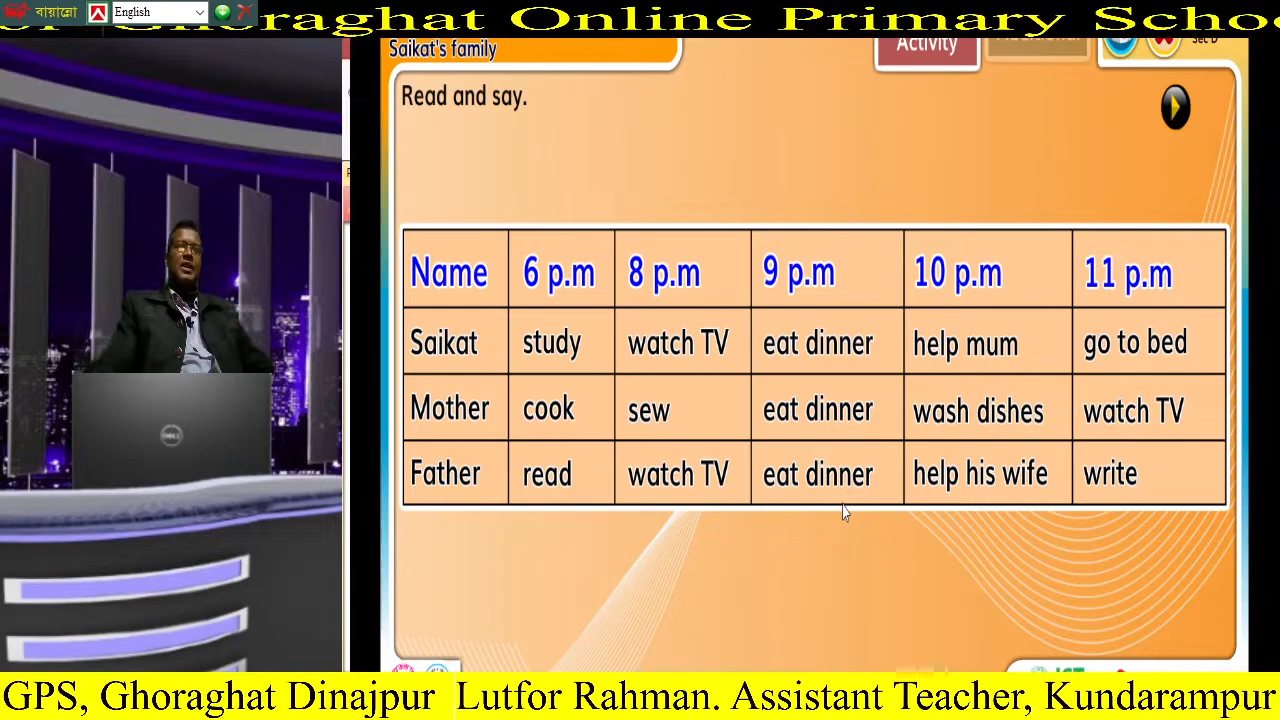 বায়ান্নো English
Ghoraghat Online Primary Schoo
Saikat's family
Activity
Set D
Read and say.
Name 6 p.m 8 p.m 9 p.m 10 p.m 11 p.m
Saikat study watch TV eat dinner help mum go to bed
Mother cook sew eat dinner wash dishes watch TV
Father read watch TV eat dinner help his wife write
DELL
GPS, Ghoraghat Dinajpur Lutfor Rahman. Assistant Teacher, Kundarampur